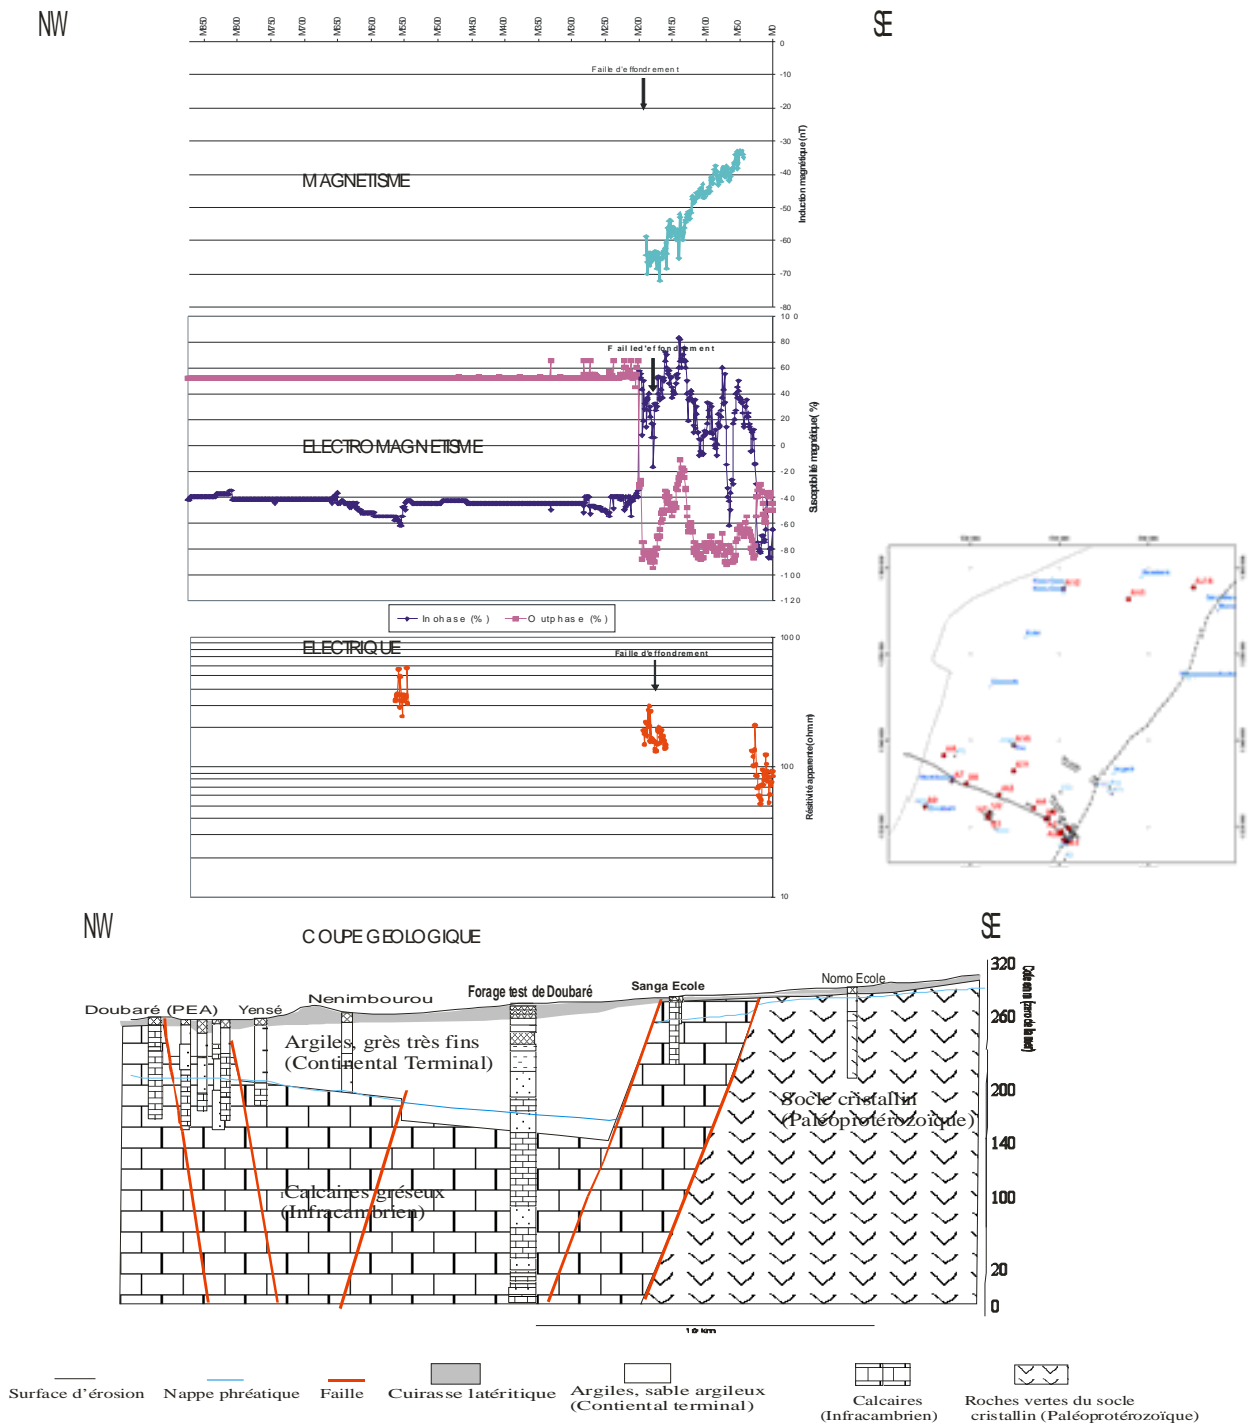 NW
SE
M850
M800
M750
M700
M650
M600
M550
M500
M450
M400
M350
M300
M250
M200
M150
M100
M50
M0
0
-10
-20
-30
-40
-50
-60
-70
-80
Induction magnétique (nT)
Faille d'effondrement
MAGNETISME
100
80
60
40
20
0
-20
-40
-60
-80
-100
-120
Susceptibilité magnétique (%)
Faille d'effondrement
ELECTROMAGNETISME
Inphase (%)
Outphase (%)
1000
100
10
Résitivité apparente (ohm.m)
ELECTRIQUE
Faille d'effondrement
NW
COUPE GEOLOGIQUE
SE
320
260
200
140
100
20
0
Doubaré (PEA)
Yensé
Nenimbourou
Forage test de Doubaré
Sanga Ecole
Nomo Ecole
Argiles, grès très fins
(Continental Terminal)
Calcaires gréseux
(Infracambrien)
Socle cristallin
(Paléoprotérozoïque)
10 km
Surface d'érosion
Nappe phréatique
Faille
Cuirasse latéritique
Argiles, sable argileux
(Contiental terminal)
Calcaires
(Infracambrien)
Roches vertes du socle
cristallin (Paléoprotérozoïque)